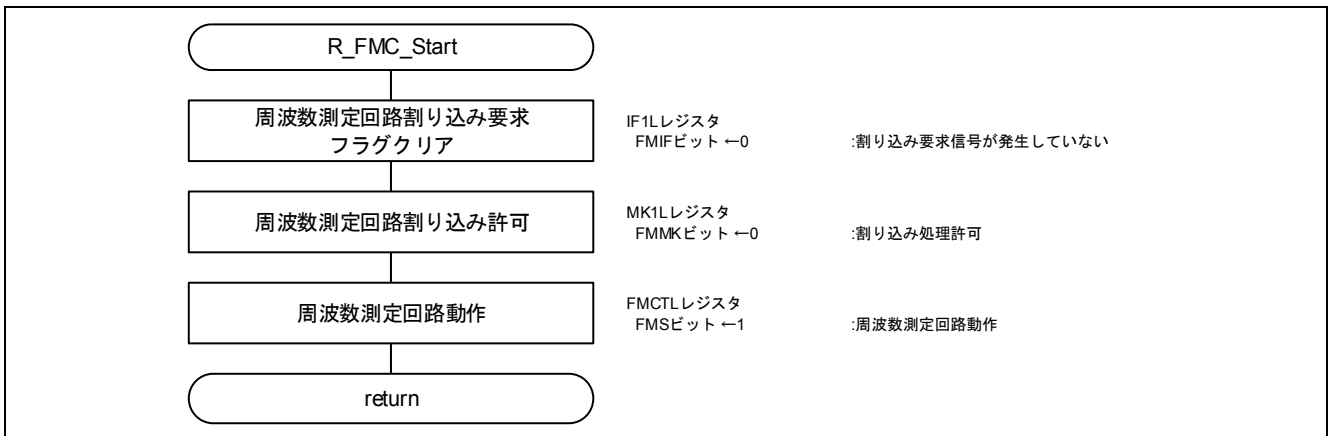 R_FMC_Start
周波数測定回路割り込み要求
フラグクリア
IF1Lレジスタ
FMIFビット ←0 :割り込み要求信号が発生していない
周波数測定回路割り込み許可
MK1Lレジスタ
FMMKビット ←0 :割り込み処理許可
周波数測定回路動作
FMCTLレジスタ
FMSビット ←1 :周波数測定回路動作
return